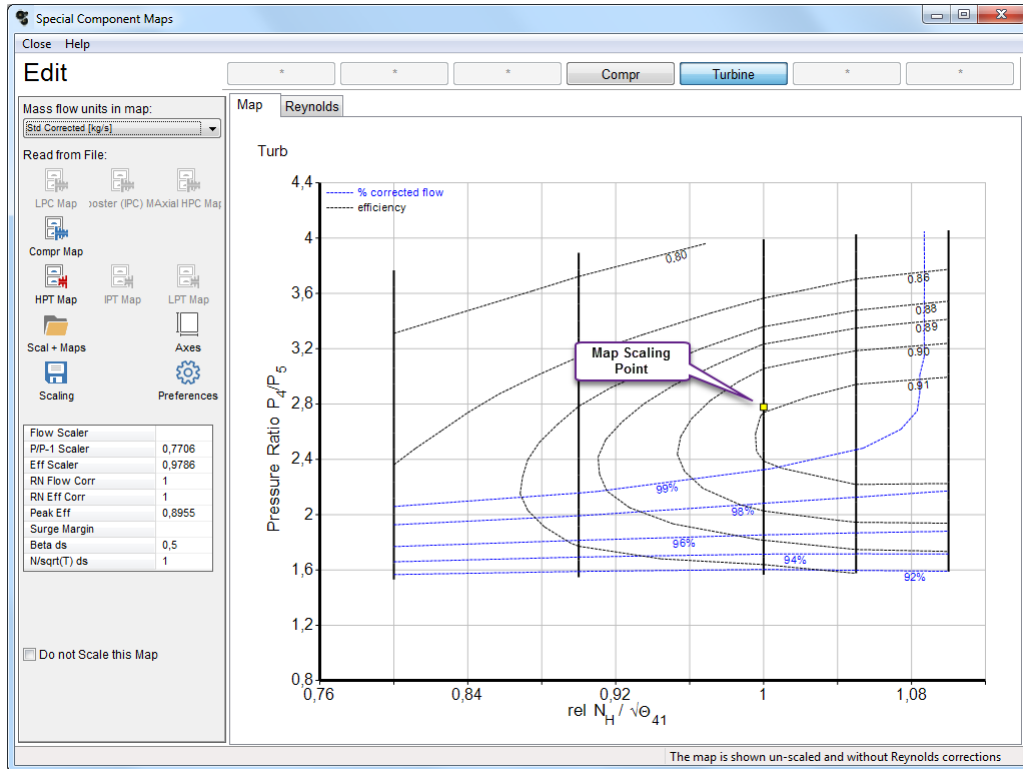 Special Component Maps
Close Help
Edit
* * * Compr Turbine * *
Mass flow units in map:
Std Corrected [kg/s]
Read from File:
LPC Map ooster (IPC) M Axial HPC Map
Compr Map
HPT Map IPT Map LPT Map
Scal + Maps Axes
Scaling Preferences
Flow Scaler
P/P-1 Scaler 0,7706
Eff Scaler 0,9786
RN Flow Corr 1
RN Eff Corr 1
Peak Eff 0,8955
Surge Margin
Beta ds 0,5
N/sqrt(T) ds 1
Do not Scale this Map
Map Reynolds
Turb
% corrected flow
efficiency
Pressure Ratio P4/P5
4,4
4
3,6
3,2
2,8
2,4
2
1,6
1,2
0,8
0.80
0.86
0.88
0.89
0.90
0.91
Map Scaling
Point
99%
98%
96%
94%
92%
0,76 0,84 0,92 1 1,08
rel NH / √Θ41
The map is shown un-scaled and without Reynolds corrections